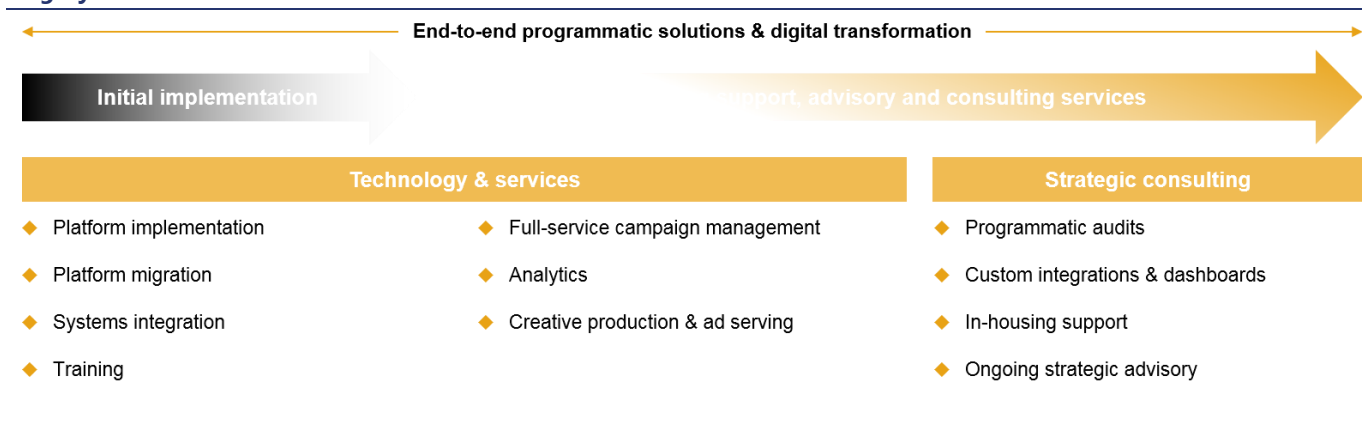 End-to-end programmatic solutions & digital transformation
Initial implementation
support, advisory and consulting services
Technology & services
Strategic consulting
Platform implementation
Platform migration
Systems integration
Training
Full-service campaign management
Analytics
Creative production & ad serving
Programmatic audits
Custom integrations & dashboards
In-housing support
Ongoing strategic advisory